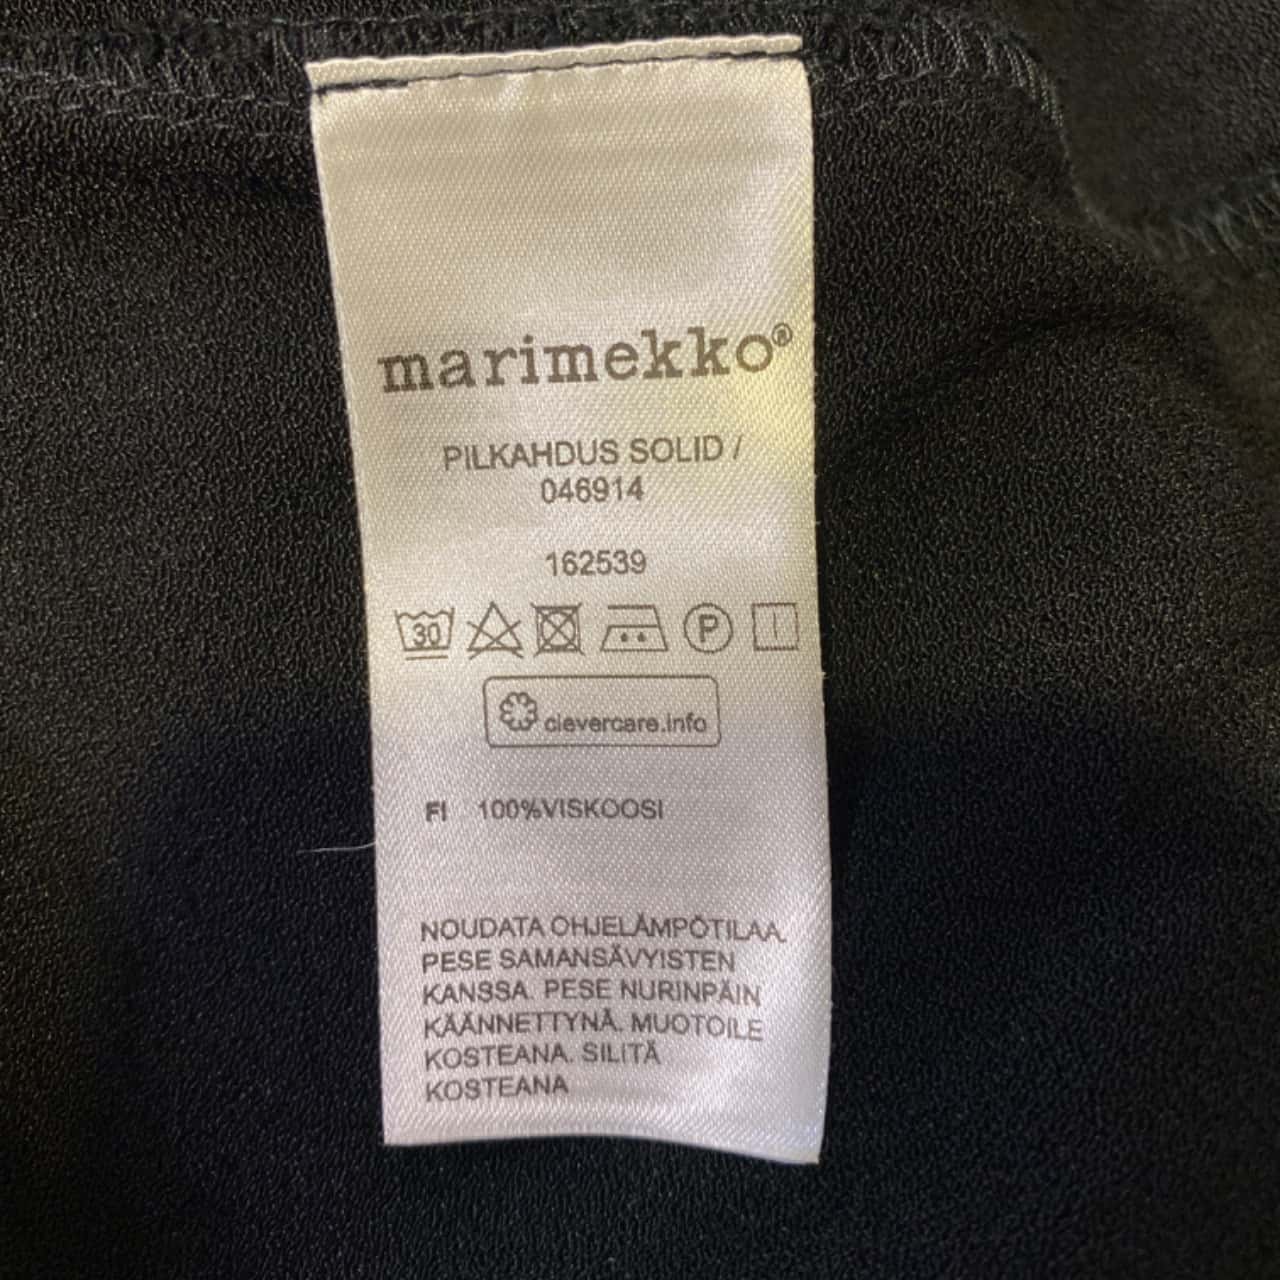 marimekko®
PILKAHDUS SOLID /
046914
162539
30 P
clevercare.info
FI 100%VISKOOSI
NOUDATA OHJELÄMPÖTILAA.
PESE SAMANSÄVYISTEN
KANSSA. PESE NURINPÄIN
KÄÄNNETTYNÄ. MUOTOILE
KOSTEANA. SILITÄ
KOSTEANA